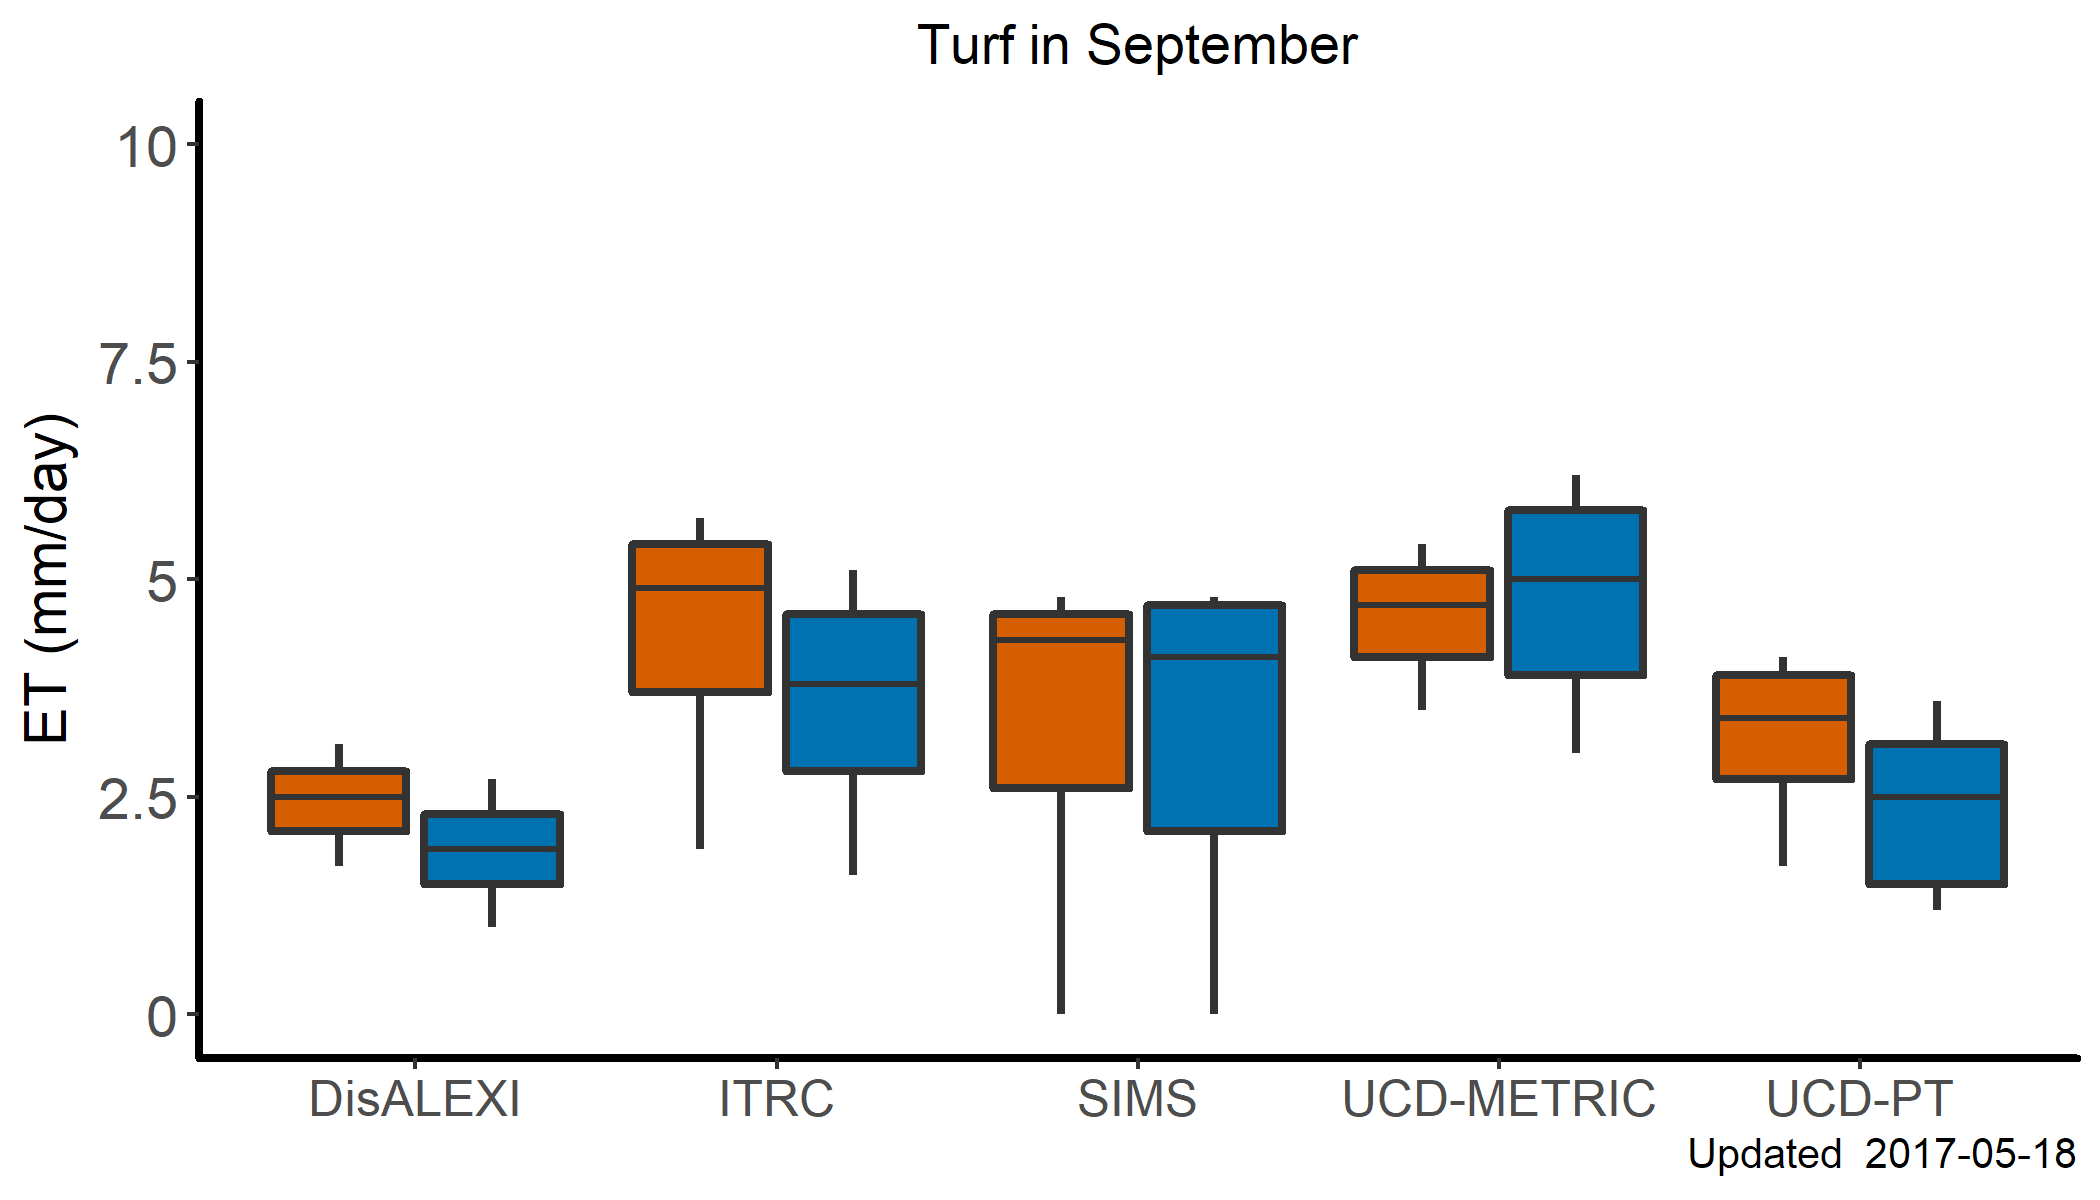 Turf in September
ET (mm/day)
10
7.5
5
2.5
0
DisALEXI
ITRC
SIMS
UCD-METRIC
UCD-PT
Updated  2017-05-18